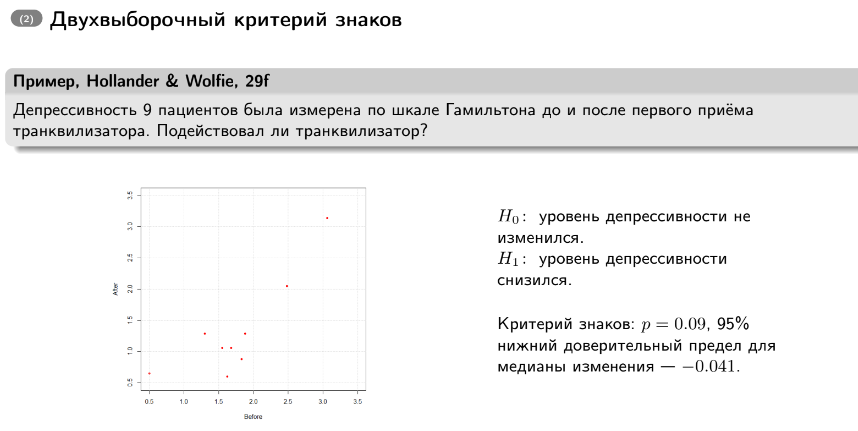 (2) Двухвыборочный критерий знаков
Пример, Hollander & Wolfie, 29f
Депрессивность 9 пациентов была измерена по шкале Гамильтона до и после первого приёма
транквилизатора. Подействовал ли транквилизатор?
3.5
3.0
2.5
2.0
1.5
1.0
0.5
After
0.5 1.0 1.5 2.0 2.5 3.0 3.5
Before
H₀: уровень депрессивности не
изменился.
H₁: уровень депрессивности
снизился.
Критерий знаков: p = 0.09, 95%
нижний доверительный предел для
медианы изменения — −0.041.